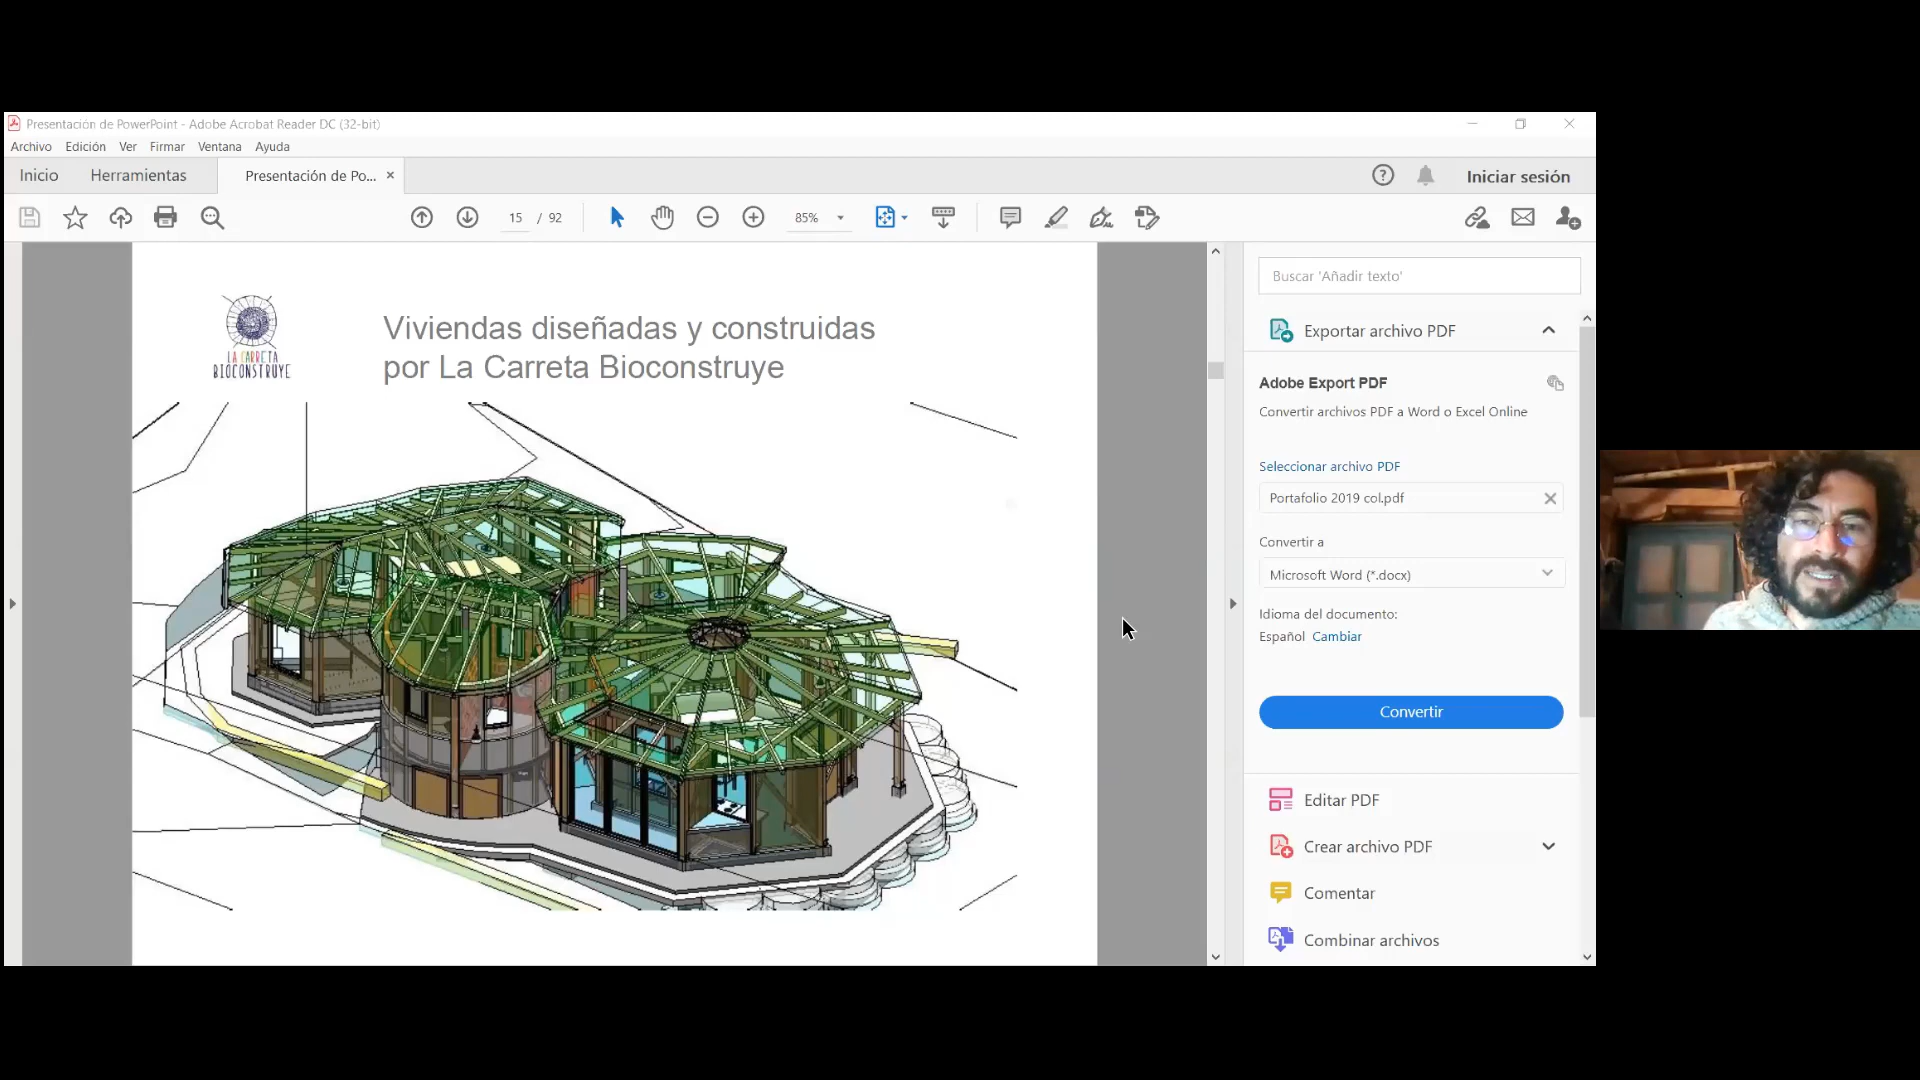 Presentación de PowerPoint - Adobe Acrobat Reader DC (32-bit)
Archivo Edición Ver Firmar Ventana Ayuda
Inicio Herramientas Presentación de Po... Iniciar sesión
15 / 92 85%
LA CARRETA
BIOCONSTRUYE
Viviendas diseñadas y construidas
por La Carreta Bioconstruye
Buscar 'Añadir texto'
Exportar archivo PDF
Adobe Export PDF
Convertir archivos PDF a Word o Excel Online
Seleccionar archivo PDF
Portafolio 2019 col.pdf
Convertir a
Microsoft Word (*.docx)
Idioma del documento:
Español Cambiar
Convertir
Editar PDF
Crear archivo PDF
Comentar
Combinar archivos